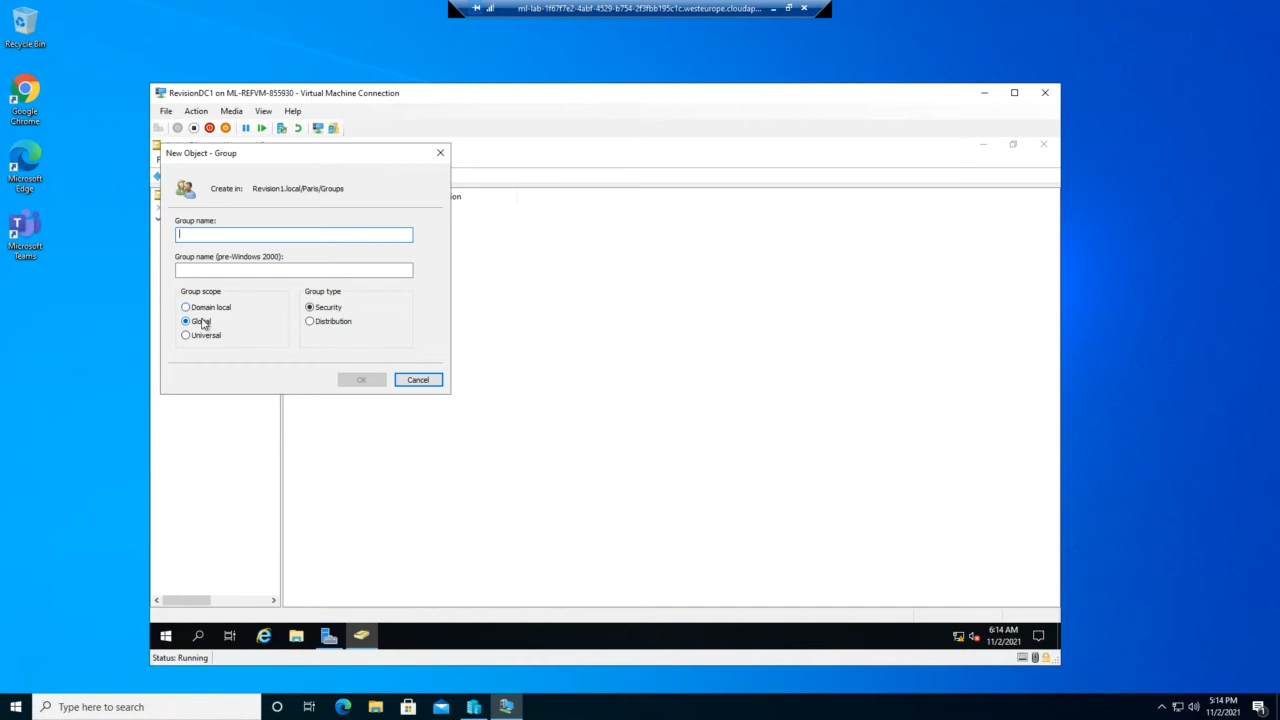 ml-lab-1f67f7e2-4abf-4529-b754-2f3fbb195c1c.westeurope.cloudap...
Recycle Bin
Google
Chrome
Microsoft
Edge
Microsoft
Teams
RevisionDC1 on ML-REFVM-855930 - Virtual Machine Connection
File Action Media View Help
New Object - Group
Create in: Revision1.local/Paris/Groups
Group name:
Group name (pre-Windows 2000):
Group scope
Domain local
Global
Universal
Group type
Security
Distribution
OK Cancel
6:14 AM
11/2/2021
Status: Running
Type here to search
5:14 PM
11/2/2021
1